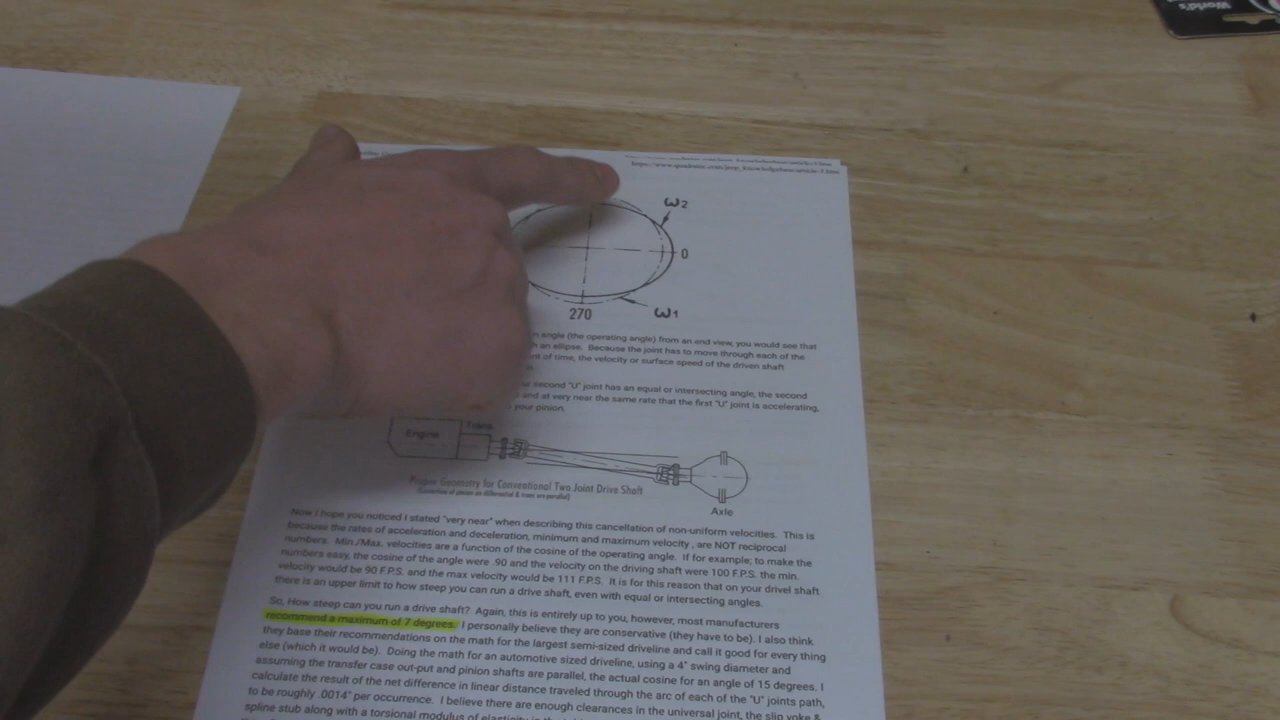 World's
ω2
0
270
ω1
angle (the operating angle) from an end view, you would see that
an ellipse. Because the joint has to move through each of the
of time, the velocity or surface speed of the driven shaft
second "U" joint has an equal or intersecting angle, the second
and at very near the same rate that the first "U" joint is accelerating,
your pinion.
Engine
Trans
Proper Geometry for Conventional Two Joint Drive Shaft
Axle
Now I hope you noticed I stated "very near" when describing this cancellation of non-uniform velocities. This is
because the rates of acceleration and deceleration, minimum and maximum velocity , are NOT reciprocal
numbers. Min./Max. velocities are a function of the cosine of the operating angle. If for example; to make the
numbers easy, the cosine of the angle were .90 and the velocity on the driving shaft were 100 F.P.S. the min.
velocity would be 90 F.P.S. and the max velocity would be 111 F.P.S. It is for this reason that on your drivel shaft
there is an upper limit to how steep you can run a drive shaft, even with equal or intersecting angles.
So, How steep can you run a drive shaft? Again, this is entirely up to you, however, most manufacturers
recommend a maximum of 7 degrees. I personally believe they are conservative (they have to be). I also think
they base their recommendations on the math for the largest semi-sized driveline and call it good for every thing
else (which it would be). Doing the math for an automotive sized driveline, using a 4" swing diameter and
assuming the transfer case out-put and pinion shafts are parallel, the actual cosine for an angle of 15 degrees. I
calculate the result of the net difference in linear distance traveled through the arc of each of the "U" joints path,
to be roughly .0014" per occurrence. I believe there are enough clearances in the universal joint, the slip yoke &
spline stub along with a torsional modulus of elasticity in the